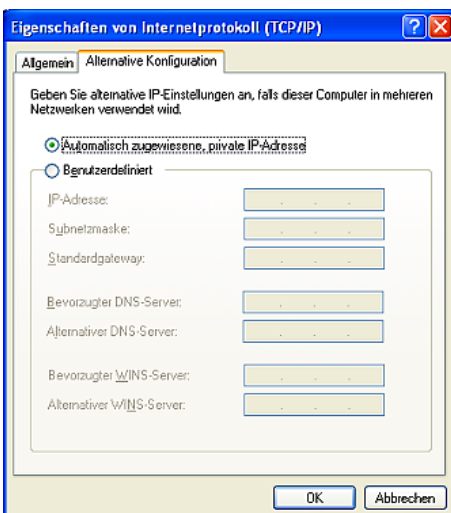 Eigenschaften von Internetprotokoll (TCP/IP)
Allgemein
Alternative Konfiguration
Geben Sie alternative IP-Einstellungen an, falls dieser Computer in mehreren
Netzwerken verwendet wird.
Automatisch zugewiesene, private IP-Adresse
Benutzerdefiniert
IP-Adresse:
Subnetzmaske:
Standardgateway:
Bevorzugter DNS-Server:
Alternativer DNS-Server:
Bevorzugter WINS-Server:
Alternativer WINS-Server:
OK
Abbrechen